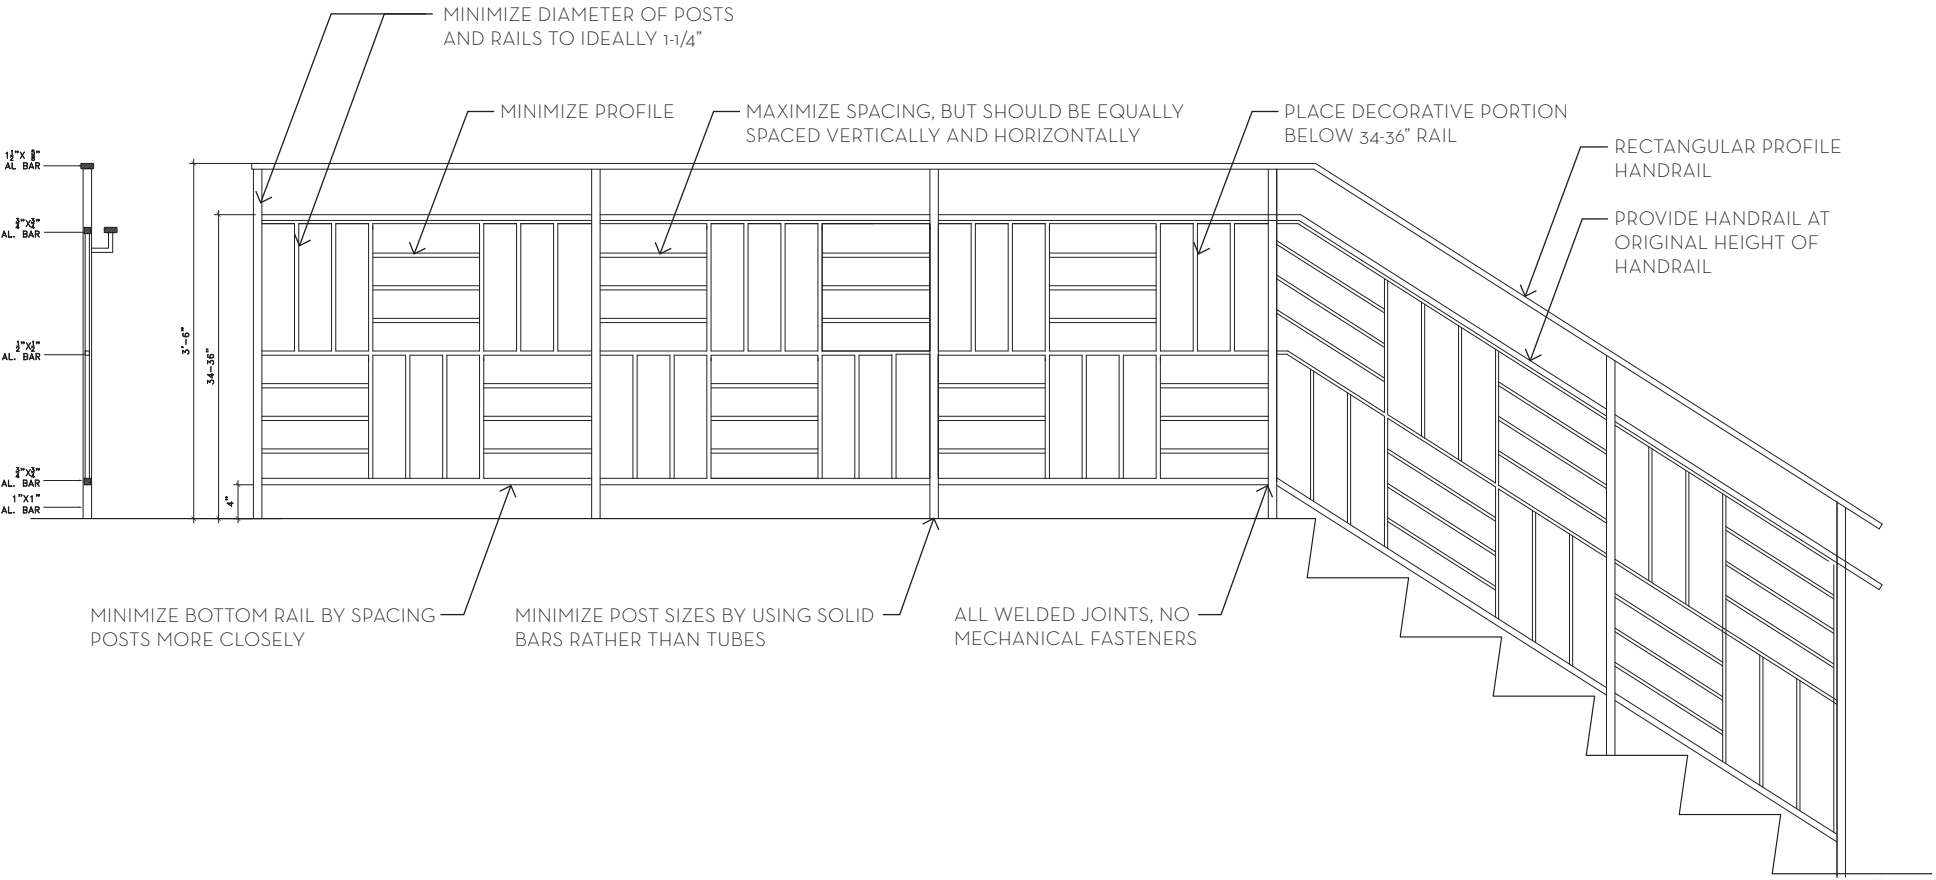 MINIMIZE DIAMETER OF POSTS
AND RAILS TO IDEALLY 1-1/4"
MINIMIZE PROFILE
MAXIMIZE SPACING, BUT SHOULD BE EQUALLY
SPACED VERTICALLY AND HORIZONTALLY
PLACE DECORATIVE PORTION
BELOW 34-36" RAIL
RECTANGULAR PROFILE
HANDRAIL
PROVIDE HANDRAIL AT
ORIGINAL HEIGHT OF
HANDRAIL
AL BAR
AL. BAR
AL. BAR
AL. BAR
1"X1"
AL. BAR
3'-6"
34-36"
4"
MINIMIZE BOTTOM RAIL BY SPACING
POSTS MORE CLOSELY
MINIMIZE POST SIZES BY USING SOLID
BARS RATHER THAN TUBES
ALL WELDED JOINTS, NO
MECHANICAL FASTENERS